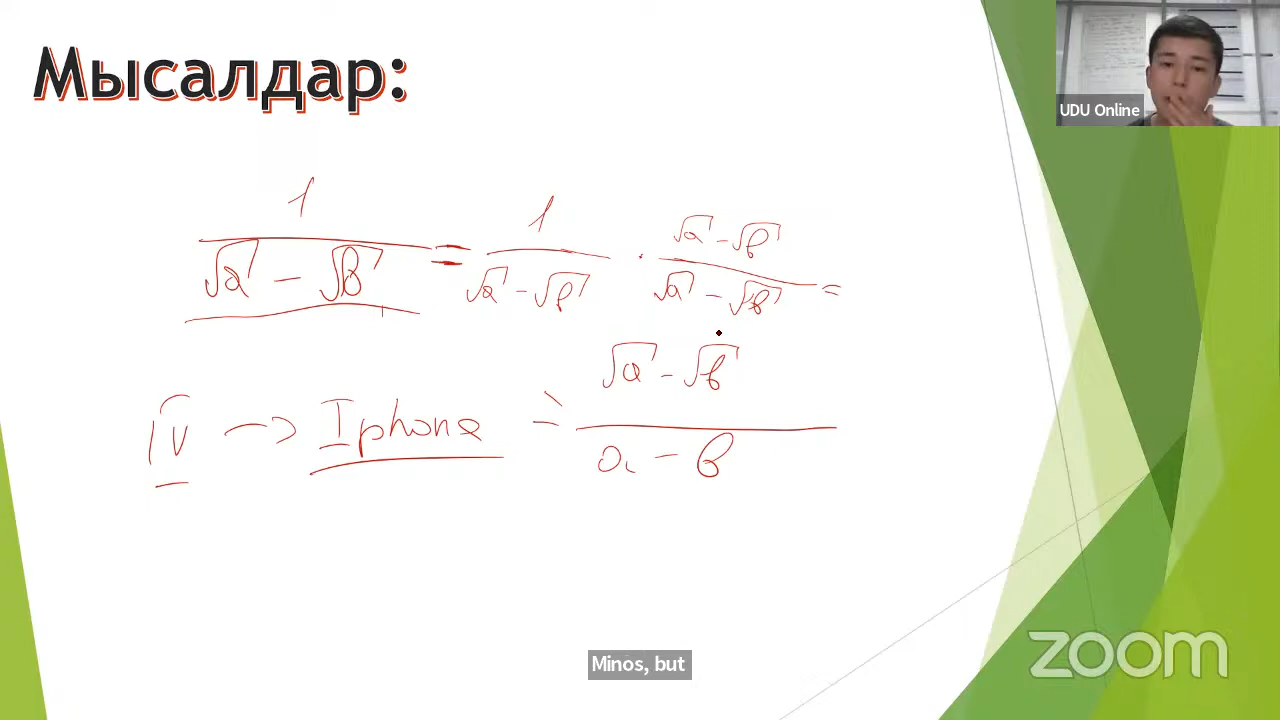 Мысалдар:
UDU Online
1 / (√a − √b) = 1 / (√a − √b) · (√a − √b) / (√a − √b) =
IV → Iphone = (√a − √b) / (a − b)
Minos, but
zoom